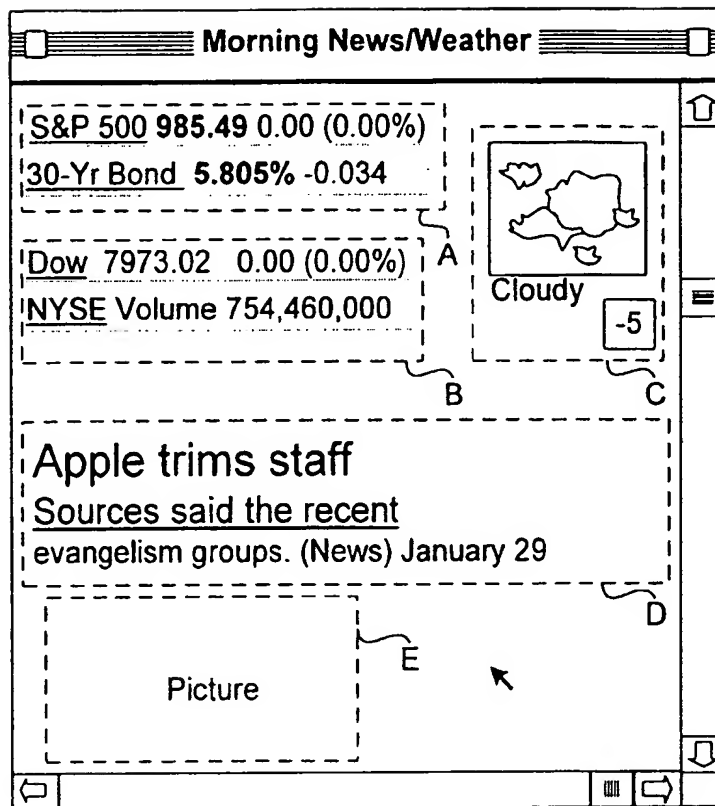 Morning News/Weather
S&P 500 985.49 0.00 (0.00%)
30-Yr Bond 5.805% -0.034
A
Dow 7973.02 0.00 (0.00%)
NYSE Volume 754,460,000
B
Cloudy
-5
C
Apple trims staff
Sources said the recent
evangelism groups. (News) January 29
D
Picture
E